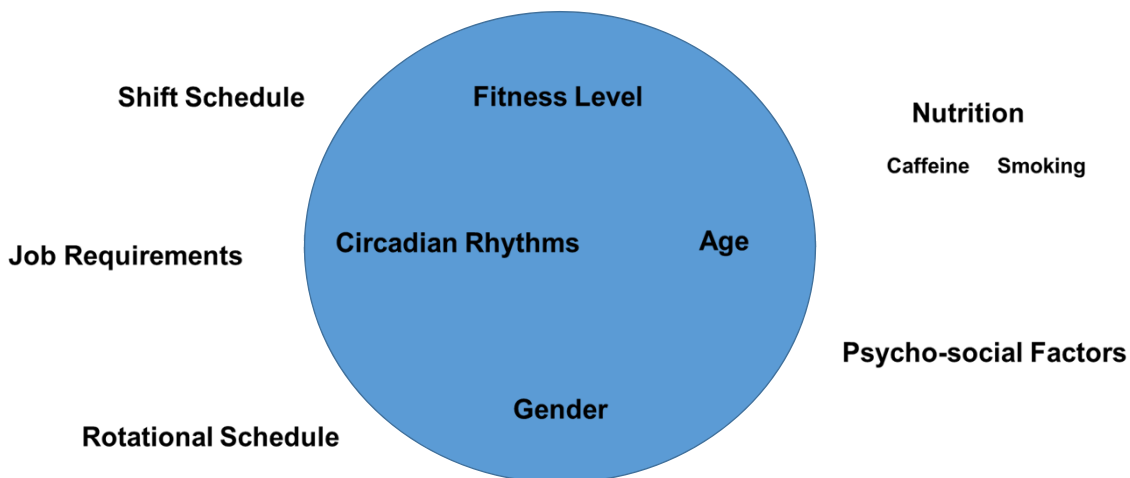 Shift Schedule
Fitness Level
Nutrition
Caffeine Smoking
Circadian Rhythms
Age
Job Requirements
Psycho-social Factors
Gender
Rotational Schedule